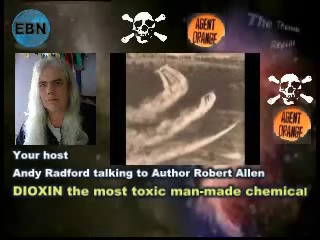 EBN
AGENT
ORANGE
The
AGENT
ORANGE
Your host
Andy Radford talking to Author Robert Allen
DIOXIN the most toxic man-made chemical